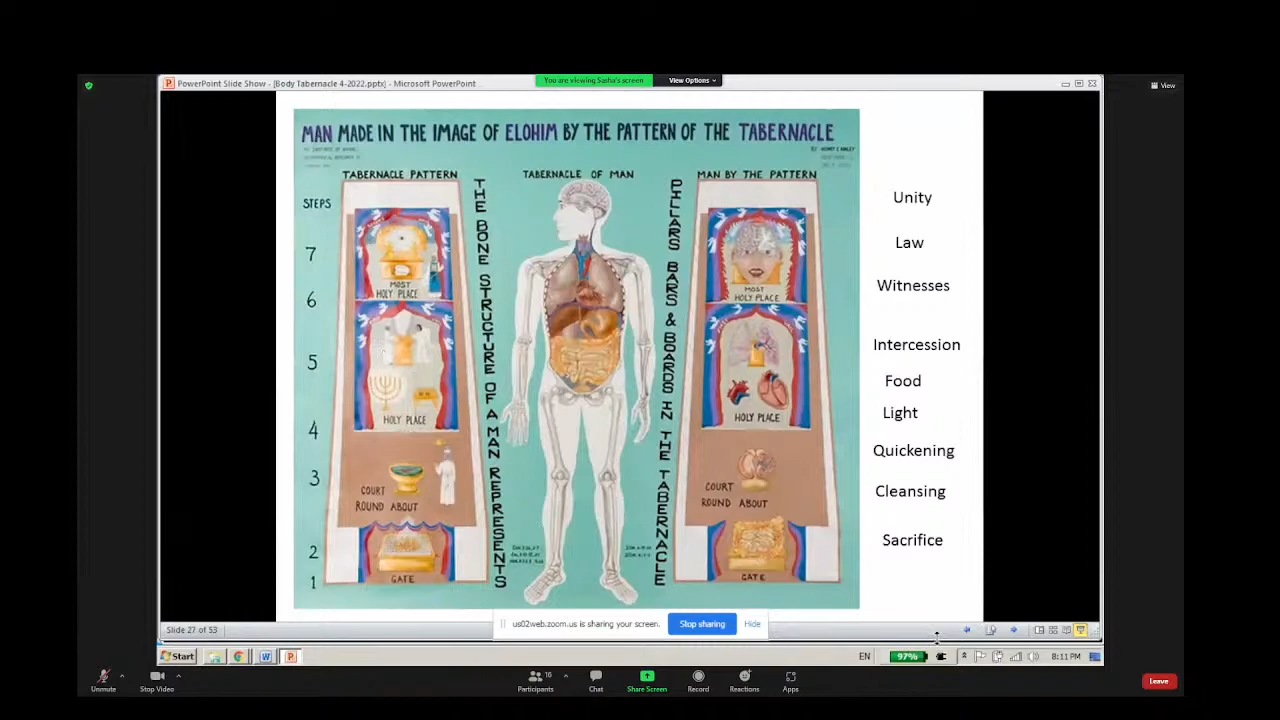 PowerPoint Slide Show - [Body Tabernacle 4-2022.pptx] - Microsoft PowerPoint
You are viewing Sasha's screen
View Options
View
MAN MADE IN THE IMAGE OF ELOHIM BY THE PATTERN OF THE TABERNACLE
TABERNACLE PATTERN
TABERNACLE OF MAN
MAN BY THE PATTERN
STEPS
7
6
5
4
3
2
1
MOST
HOLY PLACE
HOLY PLACE
COURT
ROUND ABOUT
GATE
THE BONE STRUCTURE OF A MAN REPRESENTS
PILLARS BARS & BOARDS IN THE TABERNACLE
MOST
HOLY PLACE
HOLY PLACE
COURT
ROUND ABOUT
GATE
Unity
Law
Witnesses
Intercession
Food
Light
Quickening
Cleansing
Sacrifice
us02web.zoom.us is sharing your screen.
Stop sharing
Hide
Slide 27 of 53
Start
EN
97%
8:11 PM
Unmute
Stop Video
Participants
16
Chat
Share Screen
Record
Reactions
Apps
Leave